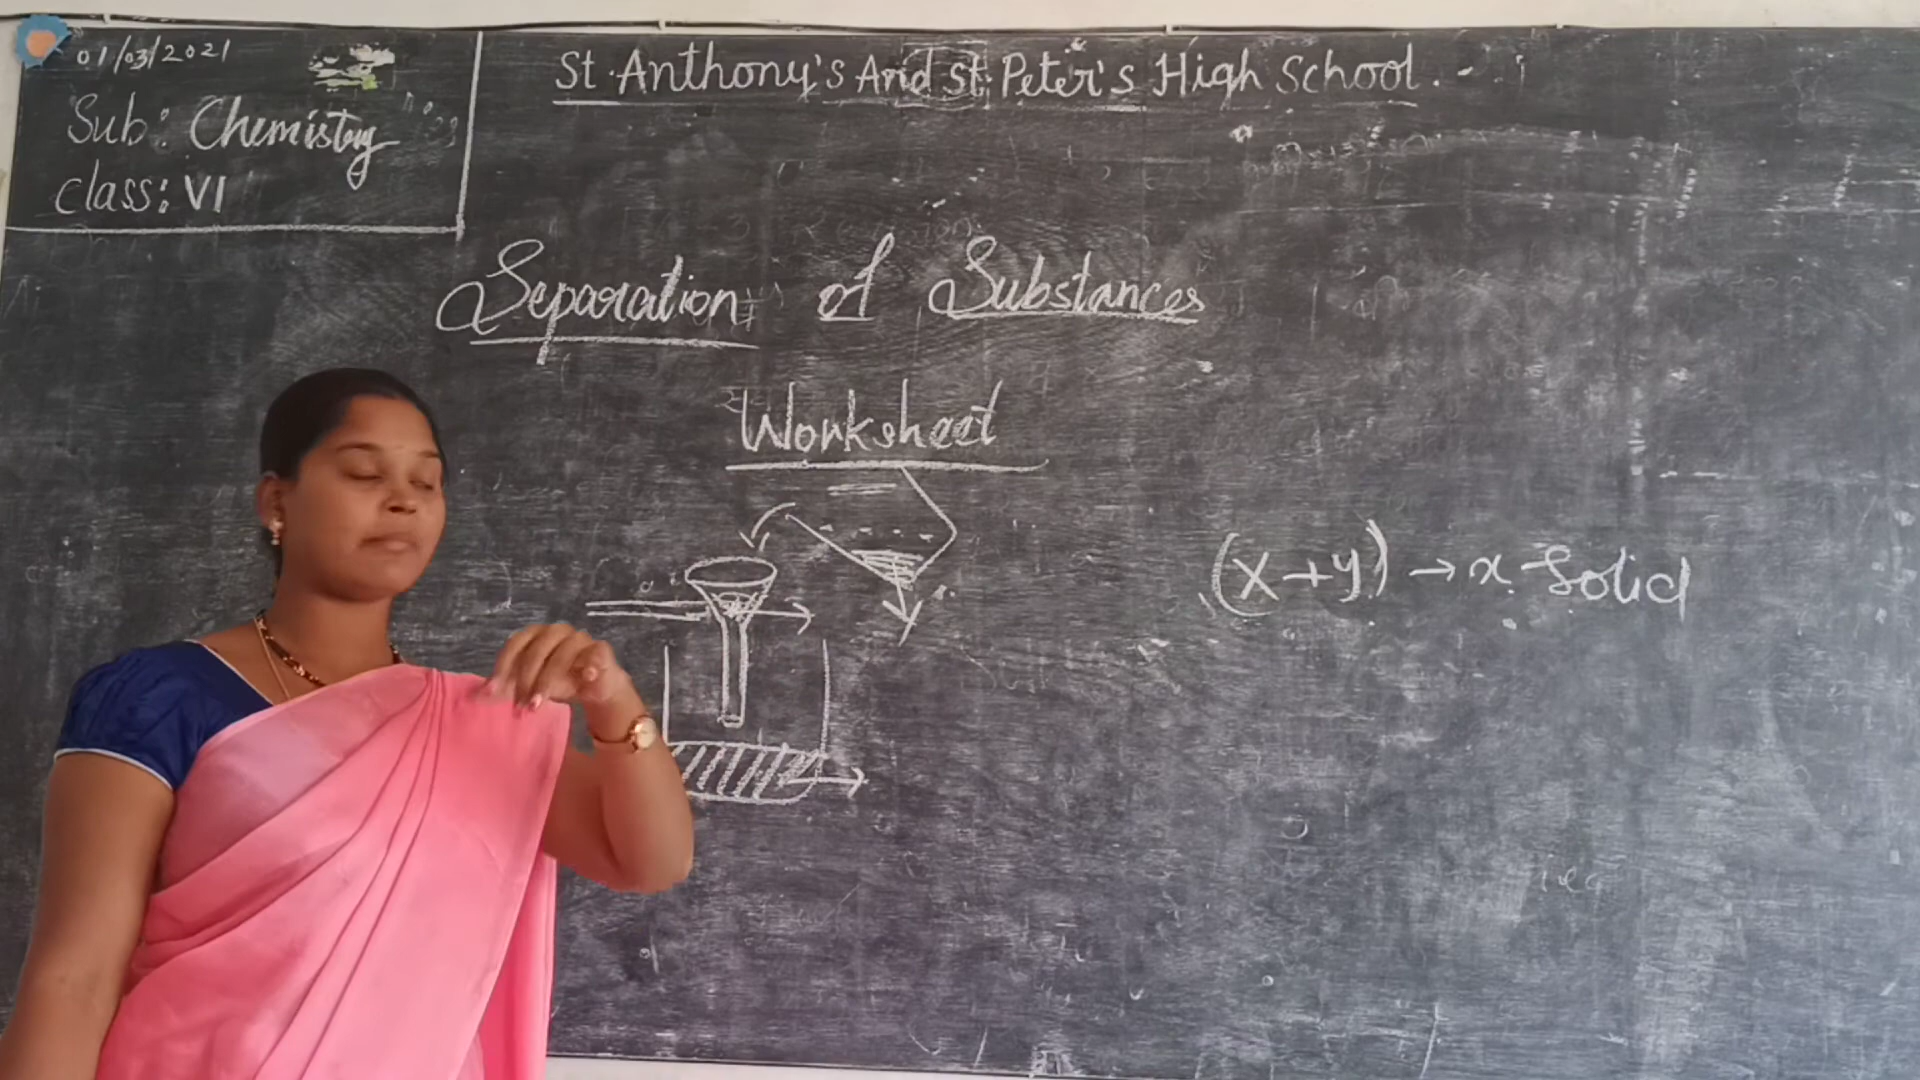 01/03/2021
Sub: Chemistry
Class: VI
St. Anthony's And St. Peter's High School.
Separation of Substances
Worksheet
(X+y) → x - Solid